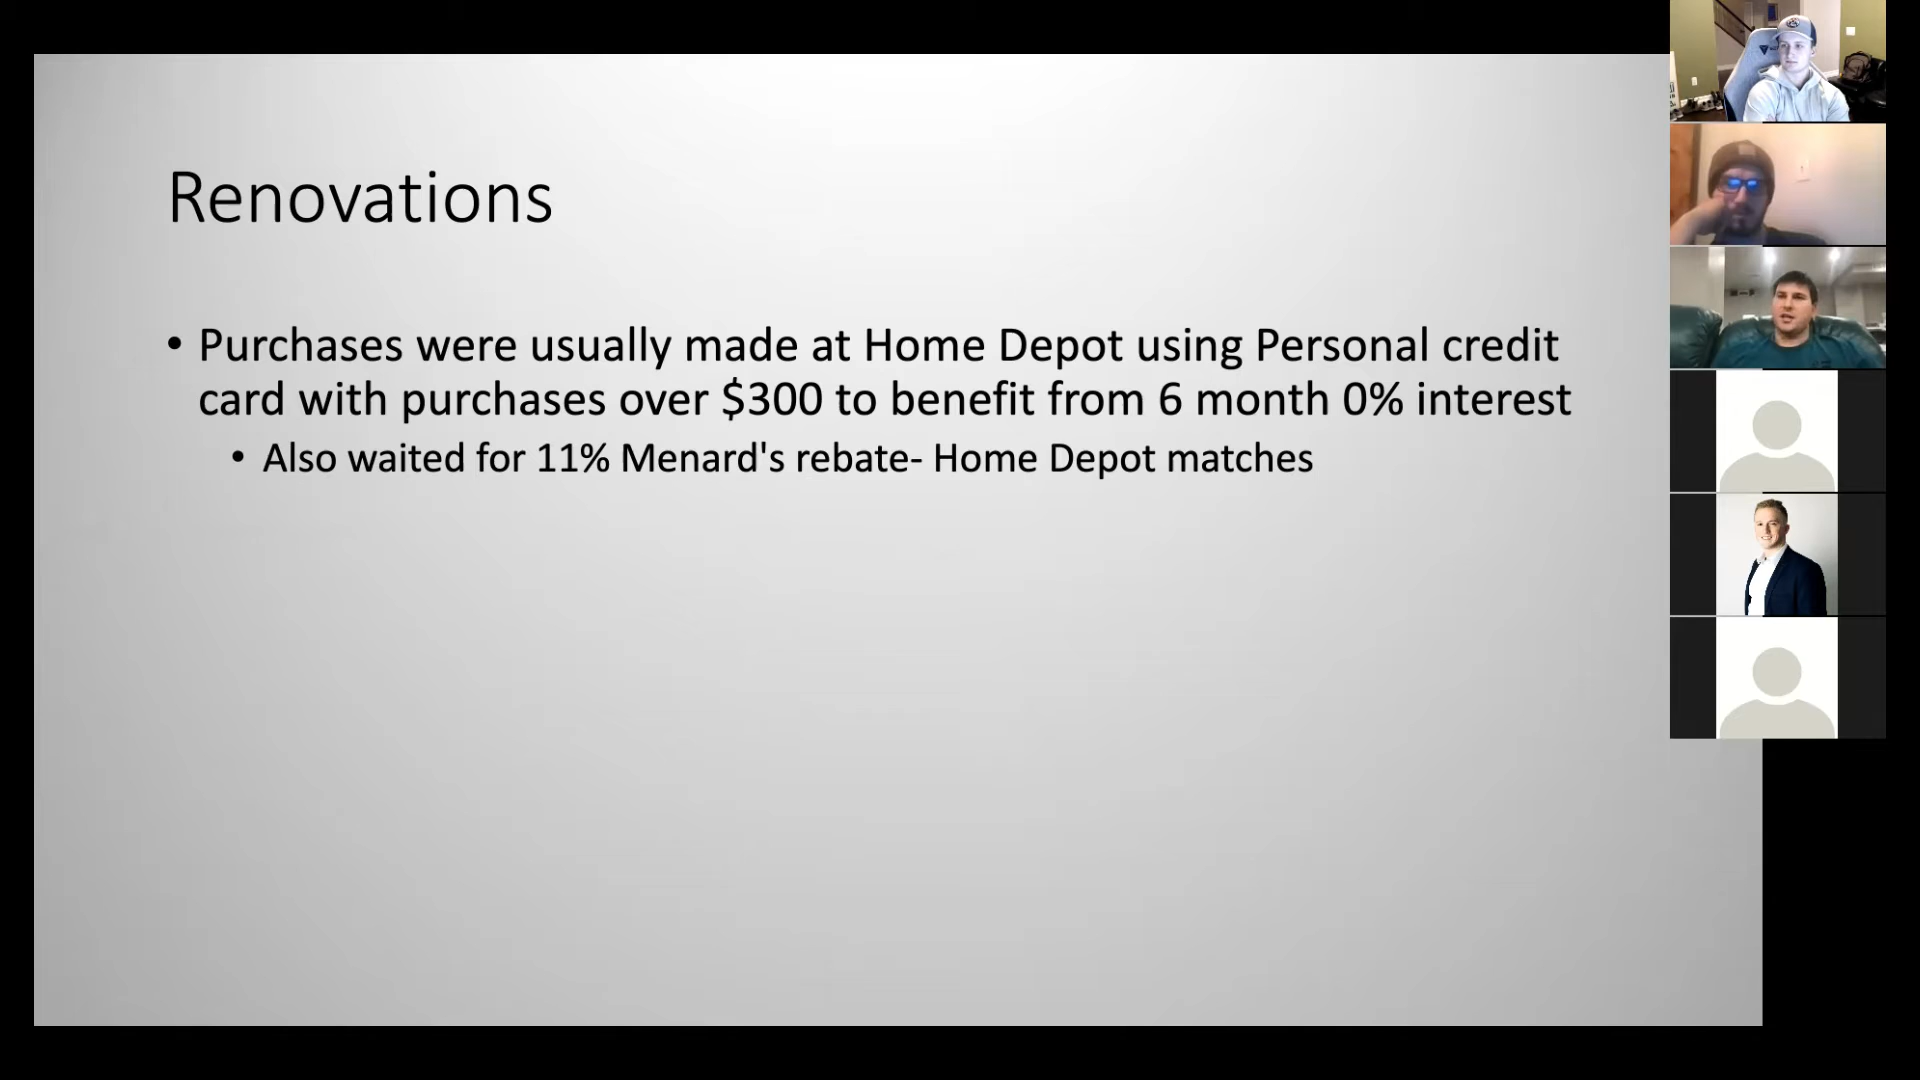 Renovations
• Purchases were usually made at Home Depot using Personal credit
card with purchases over $300 to benefit from 6 month 0% interest
• Also waited for 11% Menard's rebate- Home Depot matches